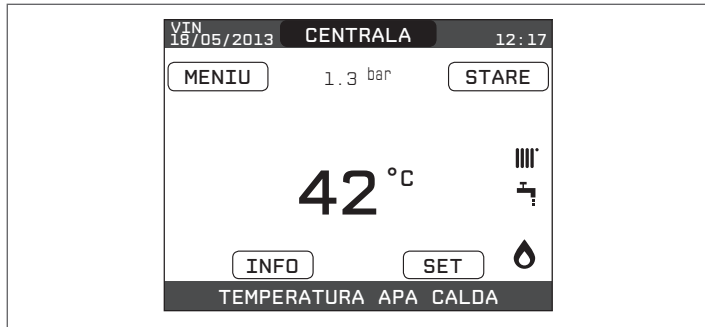 VIN
18/05/2013 CENTRALA 12:17
MENIU 1.3 bar STARE
42 °C
INFO SET
TEMPERATURA APA CALDA